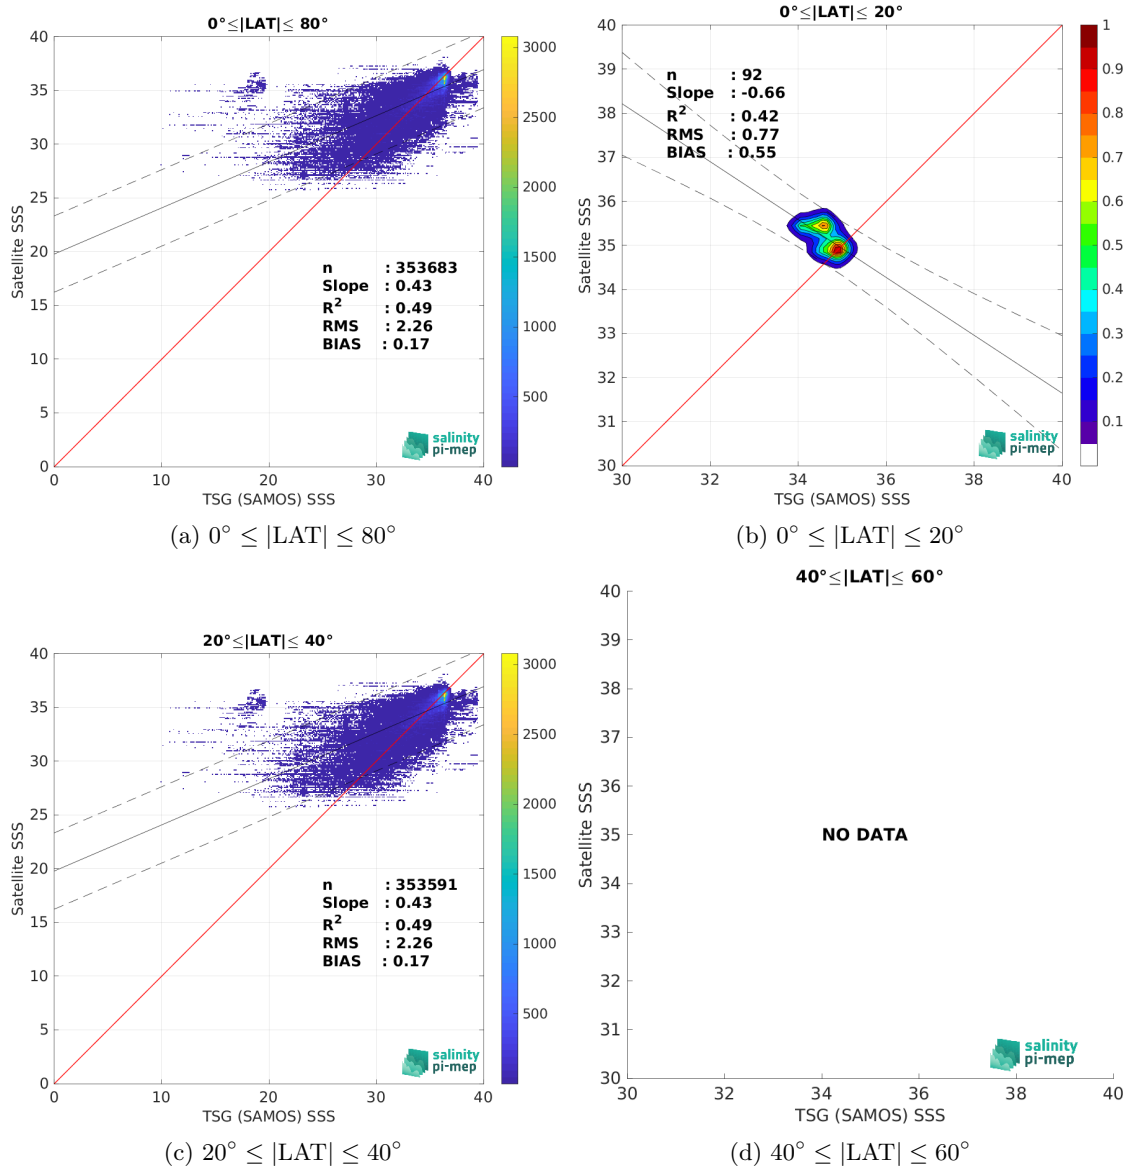 0°≤|LAT|≤ 80°
40
35
30
25
20
15
10
5
0
Satellite SSS
n : 353683
Slope : 0.43
R² : 0.49
RMS : 2.26
BIAS : 0.17
salinity
pi-mep
0 10 20 30 40
TSG (SAMOS) SSS
3000
2500
2000
1500
1000
500
(a) 0° ≤ |LAT| ≤ 80°
0°≤|LAT|≤ 20°
40
39
38
37
36
35
34
33
32
31
30
Satellite SSS
n : 92
Slope : -0.66
R² : 0.42
RMS : 0.77
BIAS : 0.55
salinity
pi-mep
30 32 34 36 38 40
TSG (SAMOS) SSS
1
0.9
0.8
0.7
0.6
0.5
0.4
0.3
0.2
0.1
(b) 0° ≤ |LAT| ≤ 20°
20°≤|LAT|≤ 40°
40
35
30
25
20
15
10
5
0
Satellite SSS
n : 353591
Slope : 0.43
R² : 0.49
RMS : 2.26
BIAS : 0.17
salinity
pi-mep
0 10 20 30 40
TSG (SAMOS) SSS
3000
2500
2000
1500
1000
500
(c) 20° ≤ |LAT| ≤ 40°
40°≤|LAT|≤ 60°
40
39
38
37
36
35
34
33
32
31
30
Satellite SSS
NO DATA
salinity
pi-mep
30 32 34 36 38 40
TSG (SAMOS) SSS
(d) 40° ≤ |LAT| ≤ 60°